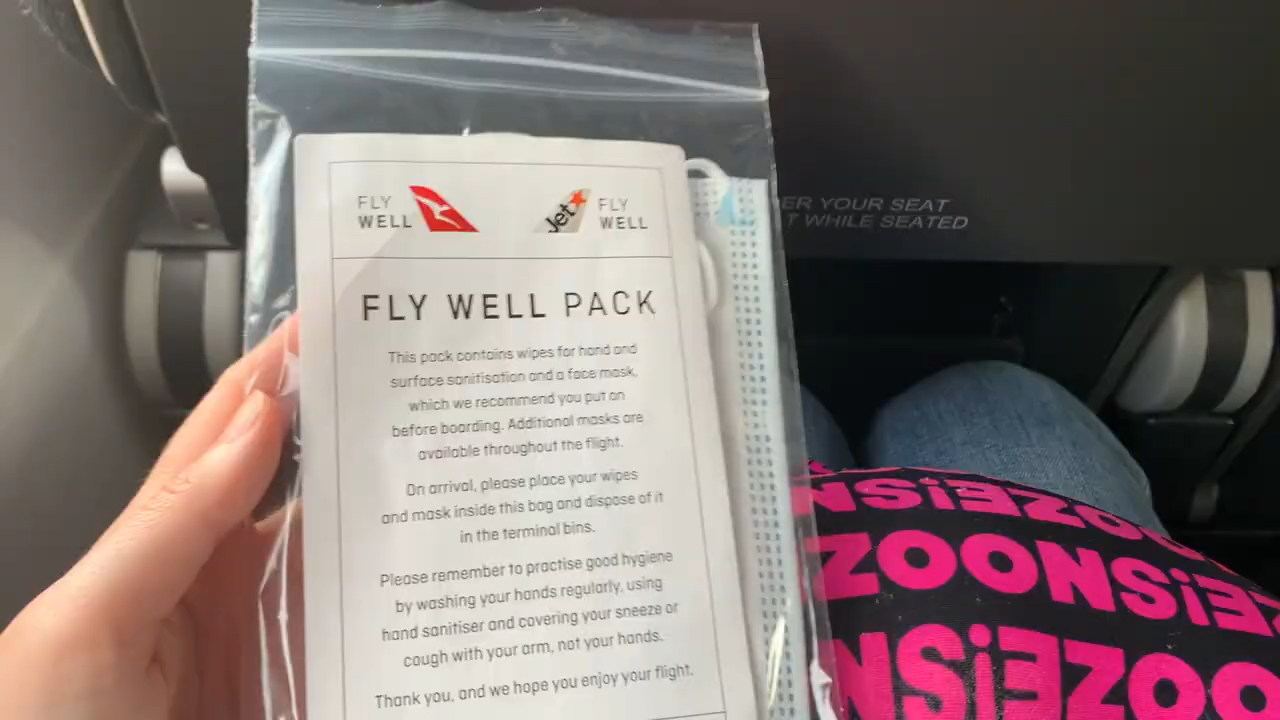 FLY WELL
Jet
FLY WELL
FLY WELL PACK
This pack contains wipes for hand and
surface sanitisation and a face mask,
which we recommend you put on
before boarding. Additional masks are
available throughout the flight.
On arrival, please place your wipes
and mask inside this bag and dispose of it
in the terminal bins.
Please remember to practise good hygiene
by washing your hands regularly, using
hand sanitiser and covering your sneeze or
cough with your arm, not your hands.
Thank you, and we hope you enjoy your flight.
ER YOUR SEAT
T WHILE SEATED